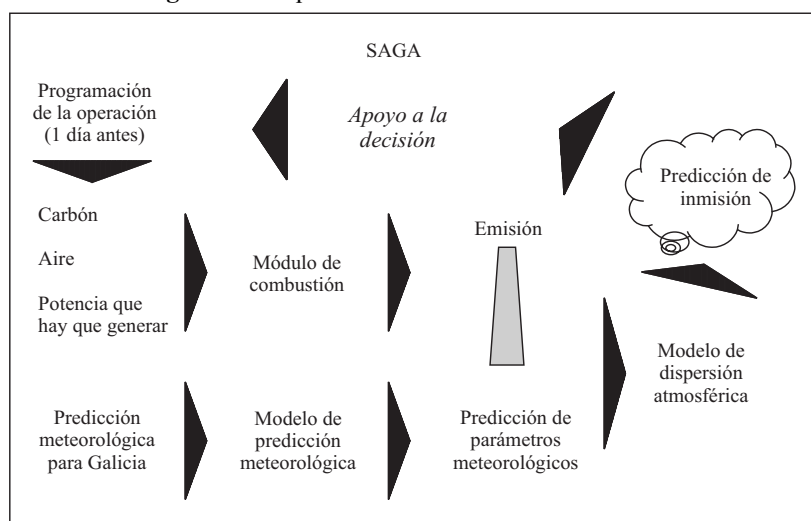 SAGA
Programación
de la operación
(1 día antes)
Apoyo a la
decisión
Predicción de
inmisión
Carbón
Aire
Potencia que
hay que generar
Módulo de
combustión
Emisión
Modelo de
dispersión
atmosférica
Predicción
meteorológica
para Galicia
Modelo de
predicción
meteorológica
Predicción de
parámetros
meteorológicos